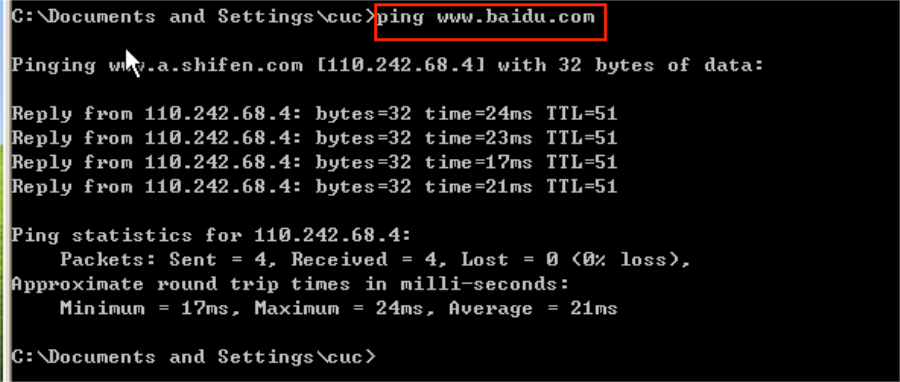 C:\Documents and Settings\cuc>ping www.baidu.com
Pinging www.a.shifen.com [110.242.68.4] with 32 bytes of data:
Reply from 110.242.68.4: bytes=32 time=24ms TTL=51
Reply from 110.242.68.4: bytes=32 time=23ms TTL=51
Reply from 110.242.68.4: bytes=32 time=17ms TTL=51
Reply from 110.242.68.4: bytes=32 time=21ms TTL=51
Ping statistics for 110.242.68.4:
Packets: Sent = 4, Received = 4, Lost = 0 (0% loss),
Approximate round trip times in milli-seconds:
Minimum = 17ms, Maximum = 24ms, Average = 21ms
C:\Documents and Settings\cuc>